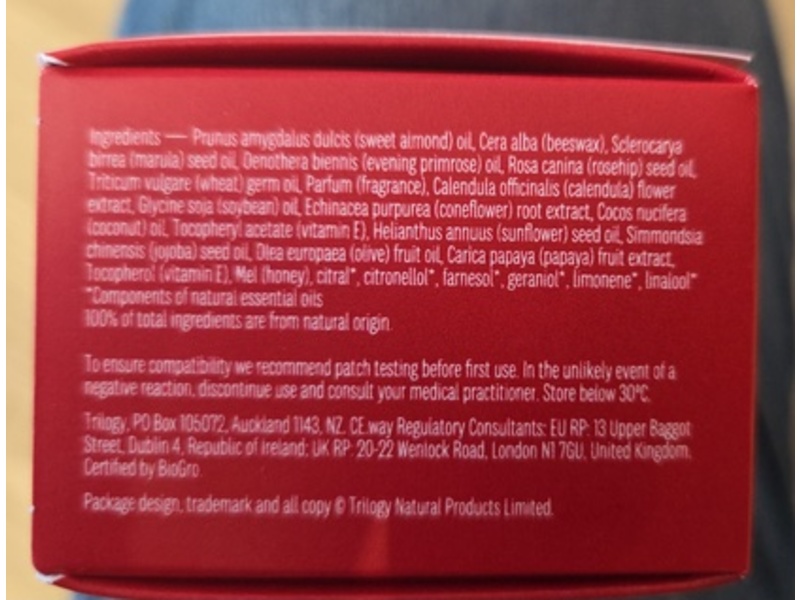 Ingredients — Prunus amygdalus dulcis (sweet almond) oil, Cera alba (beeswax), Sclerocarya
birrea (marula) seed oil, Oenothera biennis (evening primrose) oil, Rosa canina (rosehip) seed oil,
Triticum vulgare (wheat) germ oil, Parfum (fragrance), Calendula officinalis (calendula) flower
extract, Glycine soja (soybean) oil, Echinacea purpurea (coneflower) root extract, Cocos nucifera
(coconut) oil, Tocopheryl acetate (vitamin E), Helianthus annuus (sunflower) seed oil, Simmondsia
chinensis (jojoba) seed oil, Olea europaea (olive) fruit oil, Carica papaya (papaya) fruit extract,
Tocopherol (vitamin E), Mel (honey), citral*, citronellol*, farnesol*, geraniol*, limonene*, linalool*
*Components of natural essential oils
100% of total ingredients are from natural origin.
To ensure compatibility we recommend patch testing before first use. In the unlikely event of a
negative reaction, discontinue use and consult your medical practitioner. Store below 30°C.
Trilogy, PO Box 105072, Auckland 1143, NZ. CE.way Regulatory Consultants: EU RP: 13 Upper Baggot
Street, Dublin 4, Republic of Ireland; UK RP: 20-22 Wenlock Road, London N1 7GU, United Kingdom.
Certified by BioGro
Package design, trademark and all copy © Trilogy Natural Products Limited.